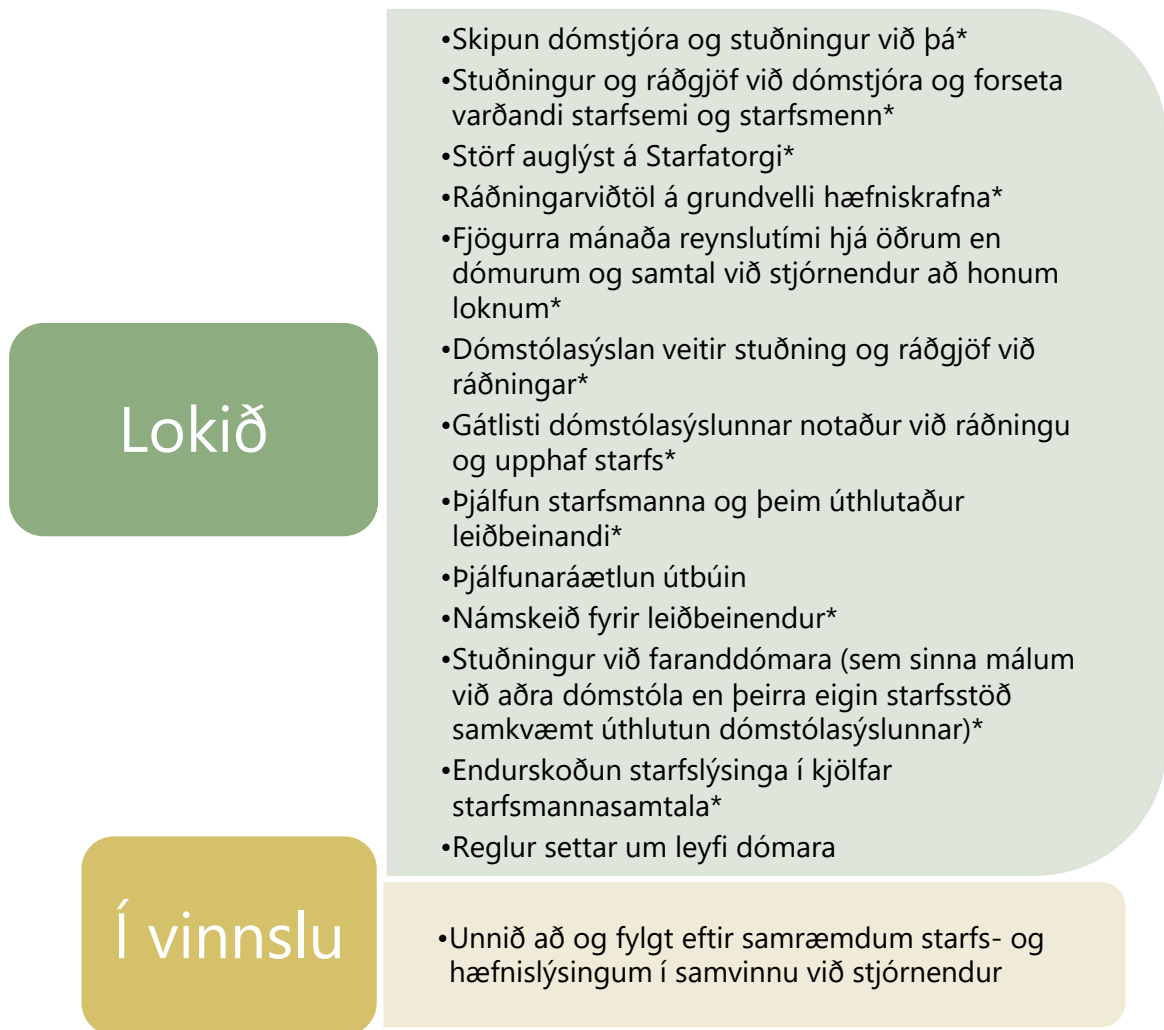 Lokið
•Skipun dómstjóra og stuðningur við þá*
•Stuðningur og ráðgjöf við dómstjóra og forseta
varðandi starfsemi og starfsmenn*
•Störf auglýst á Starfatorgi*
•Ráðningarviðtöl á grundvelli hæfniskrafna*
•Fjögurra mánaða reynslutími hjá öðrum en
dómurum og samtal við stjórnendur að honum
loknum*
•Dómstólasýslan veitir stuðning og ráðgjöf við
ráðningar*
•Gátlisti dómstólasýslunnar notaður við ráðningu
og upphaf starfs*
•Þjálfun starfsmanna og þeim úthlutaður
leiðbeinandi*
•Þjálfunaráætlun útbúin
•Námskeið fyrir leiðbeinendur*
•Stuðningur við faranddómara (sem sinna málum
við aðra dómstóla en þeirra eigin starfsstöð
samkvæmt úthlutun dómstólasýslunnar)*
•Endurskoðun starfslýsinga í kjölfar
starfsmannasamtala*
•Reglur settar um leyfi dómara
Í vinnslu
•Unnið að og fylgt eftir samræmdum starfs- og
hæfnislýsingum í samvinnu við stjórnendur